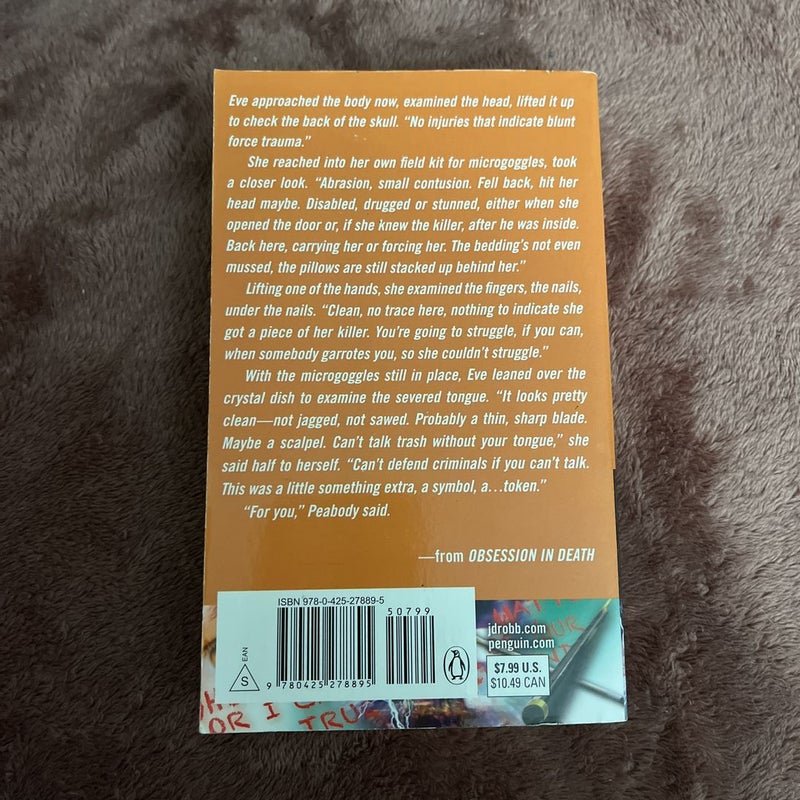 Eve approached the body now, examined the head, lifted it up
to check the back of the skull. “No injuries that indicate blunt
force trauma.”
She reached into her own field kit for microgoggles, took
a closer look. “Abrasion, small contusion. Fell back, hit her
head maybe. Disabled, drugged or stunned, either when she
opened the door or, if she knew the killer, after he was inside.
Back here, carrying her or forcing her. The bedding’s not even
mussed, the pillows are still stacked up behind her.”
Lifting one of the hands, she examined the fingers, the nails,
under the nails. “Clean, no trace here, nothing to indicate she
got a piece of her killer. You’re going to struggle, if you can,
when somebody garrotes you, so she couldn’t struggle.”
With the microgoggles still in place, Eve leaned over the
crystal dish to examine the severed tongue. “It looks pretty
clean—not jagged, not sawed. Probably a thin, sharp blade.
Maybe a scalpel. Can’t talk trash without your tongue,” she
said half to herself. “Can’t defend criminals if you can’t talk.
This was a little something extra, a symbol, a...token.”
“For you,” Peabody said.
—from OBSESSION IN DEATH
ISBN 978-0-425-27889-5
50799
EAN
S
9 780425 278895
jdrobb.com
penguin.com
$7.99 U.S.
$10.49 CAN
OR I